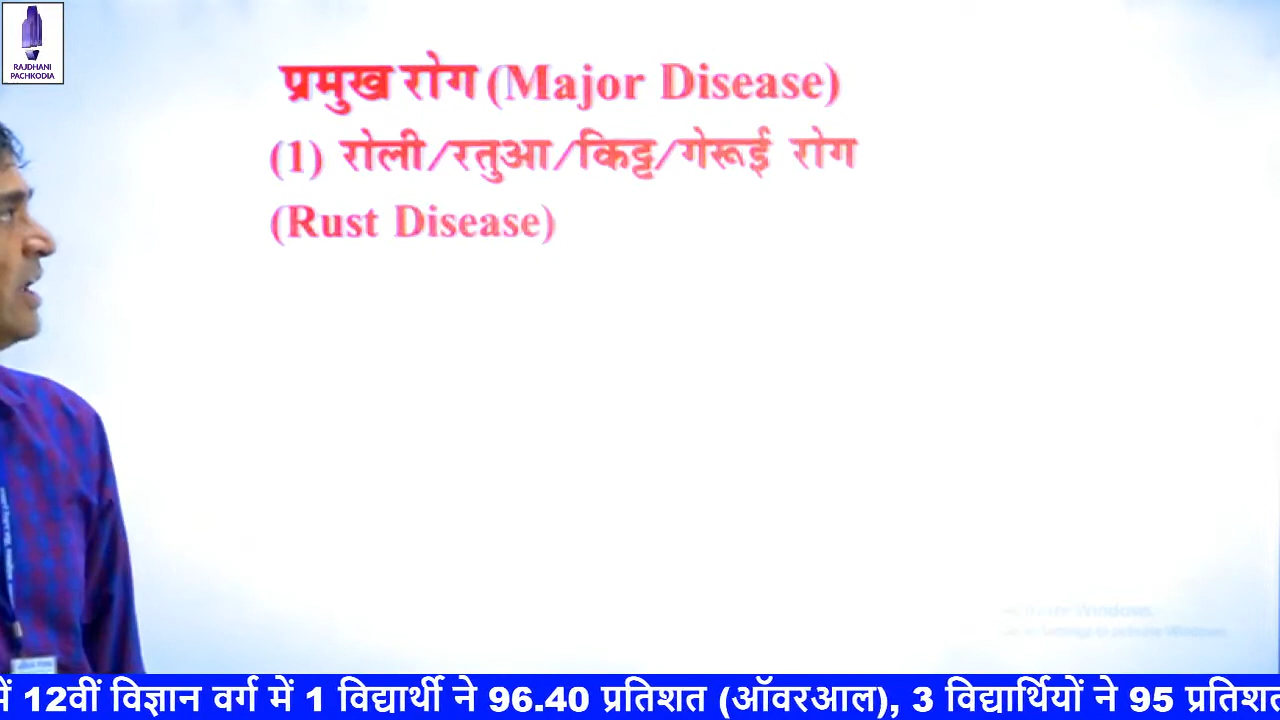 RAJDHANI
PACHKODIA
प्रमुख रोग (Major Disease)
(1) रोली/रतुआ/किट्ट/गेरूई रोग
(Rust Disease)
में 12वीं विज्ञान वर्ग में 1 विद्यार्थी ने 96.40 प्रतिशत (ऑवरआल), 3 विद्यार्थियों ने 95 प्रतिशत